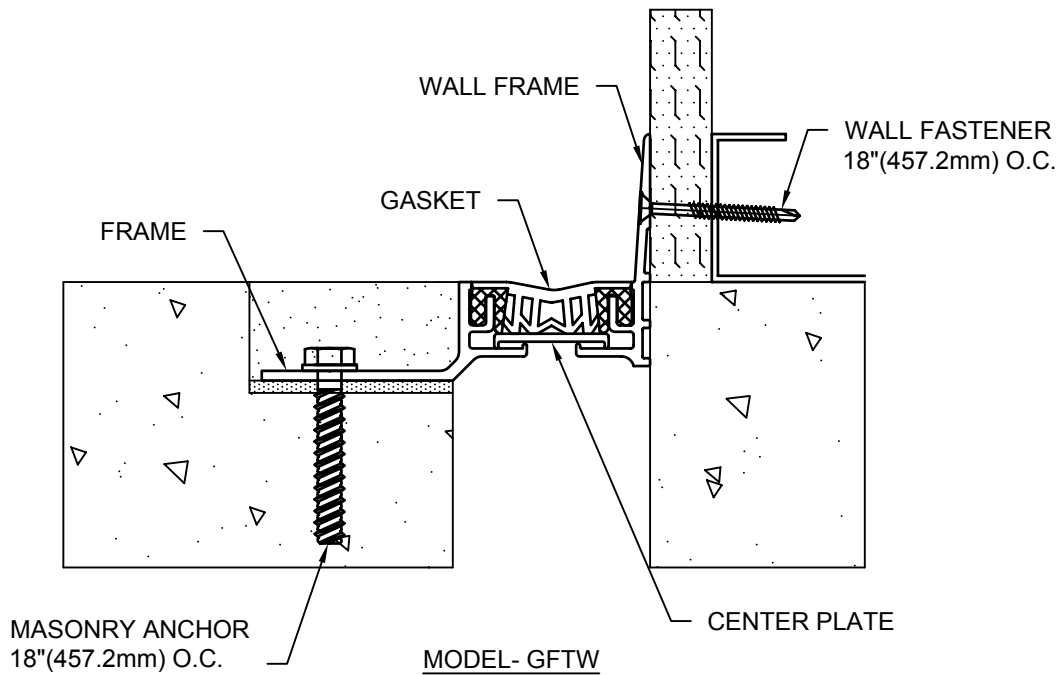 WALL FRAME
WALL FASTENER
18"(457.2mm) O.C.
GASKET
FRAME
CENTER PLATE
MASONRY ANCHOR
18"(457.2mm) O.C.
MODEL- GFTW